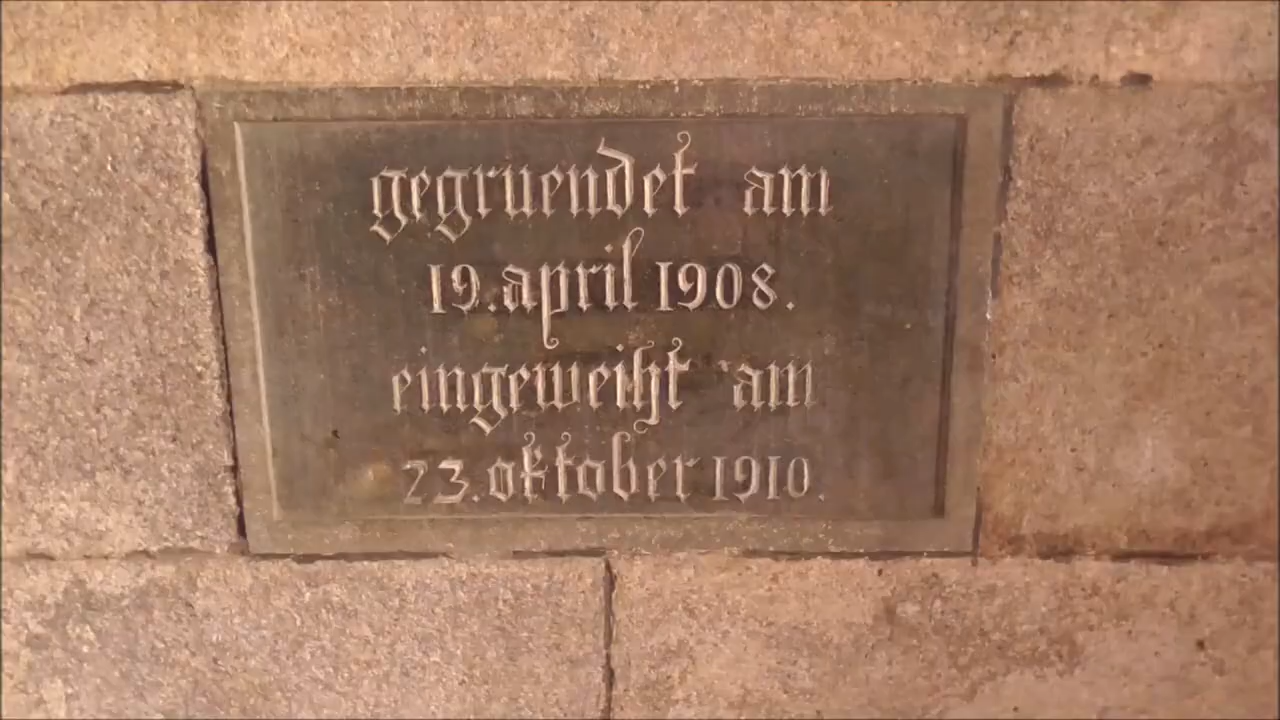 gegruendet am
19. april 1908.
eingeweiht am
23. oktober 1910.